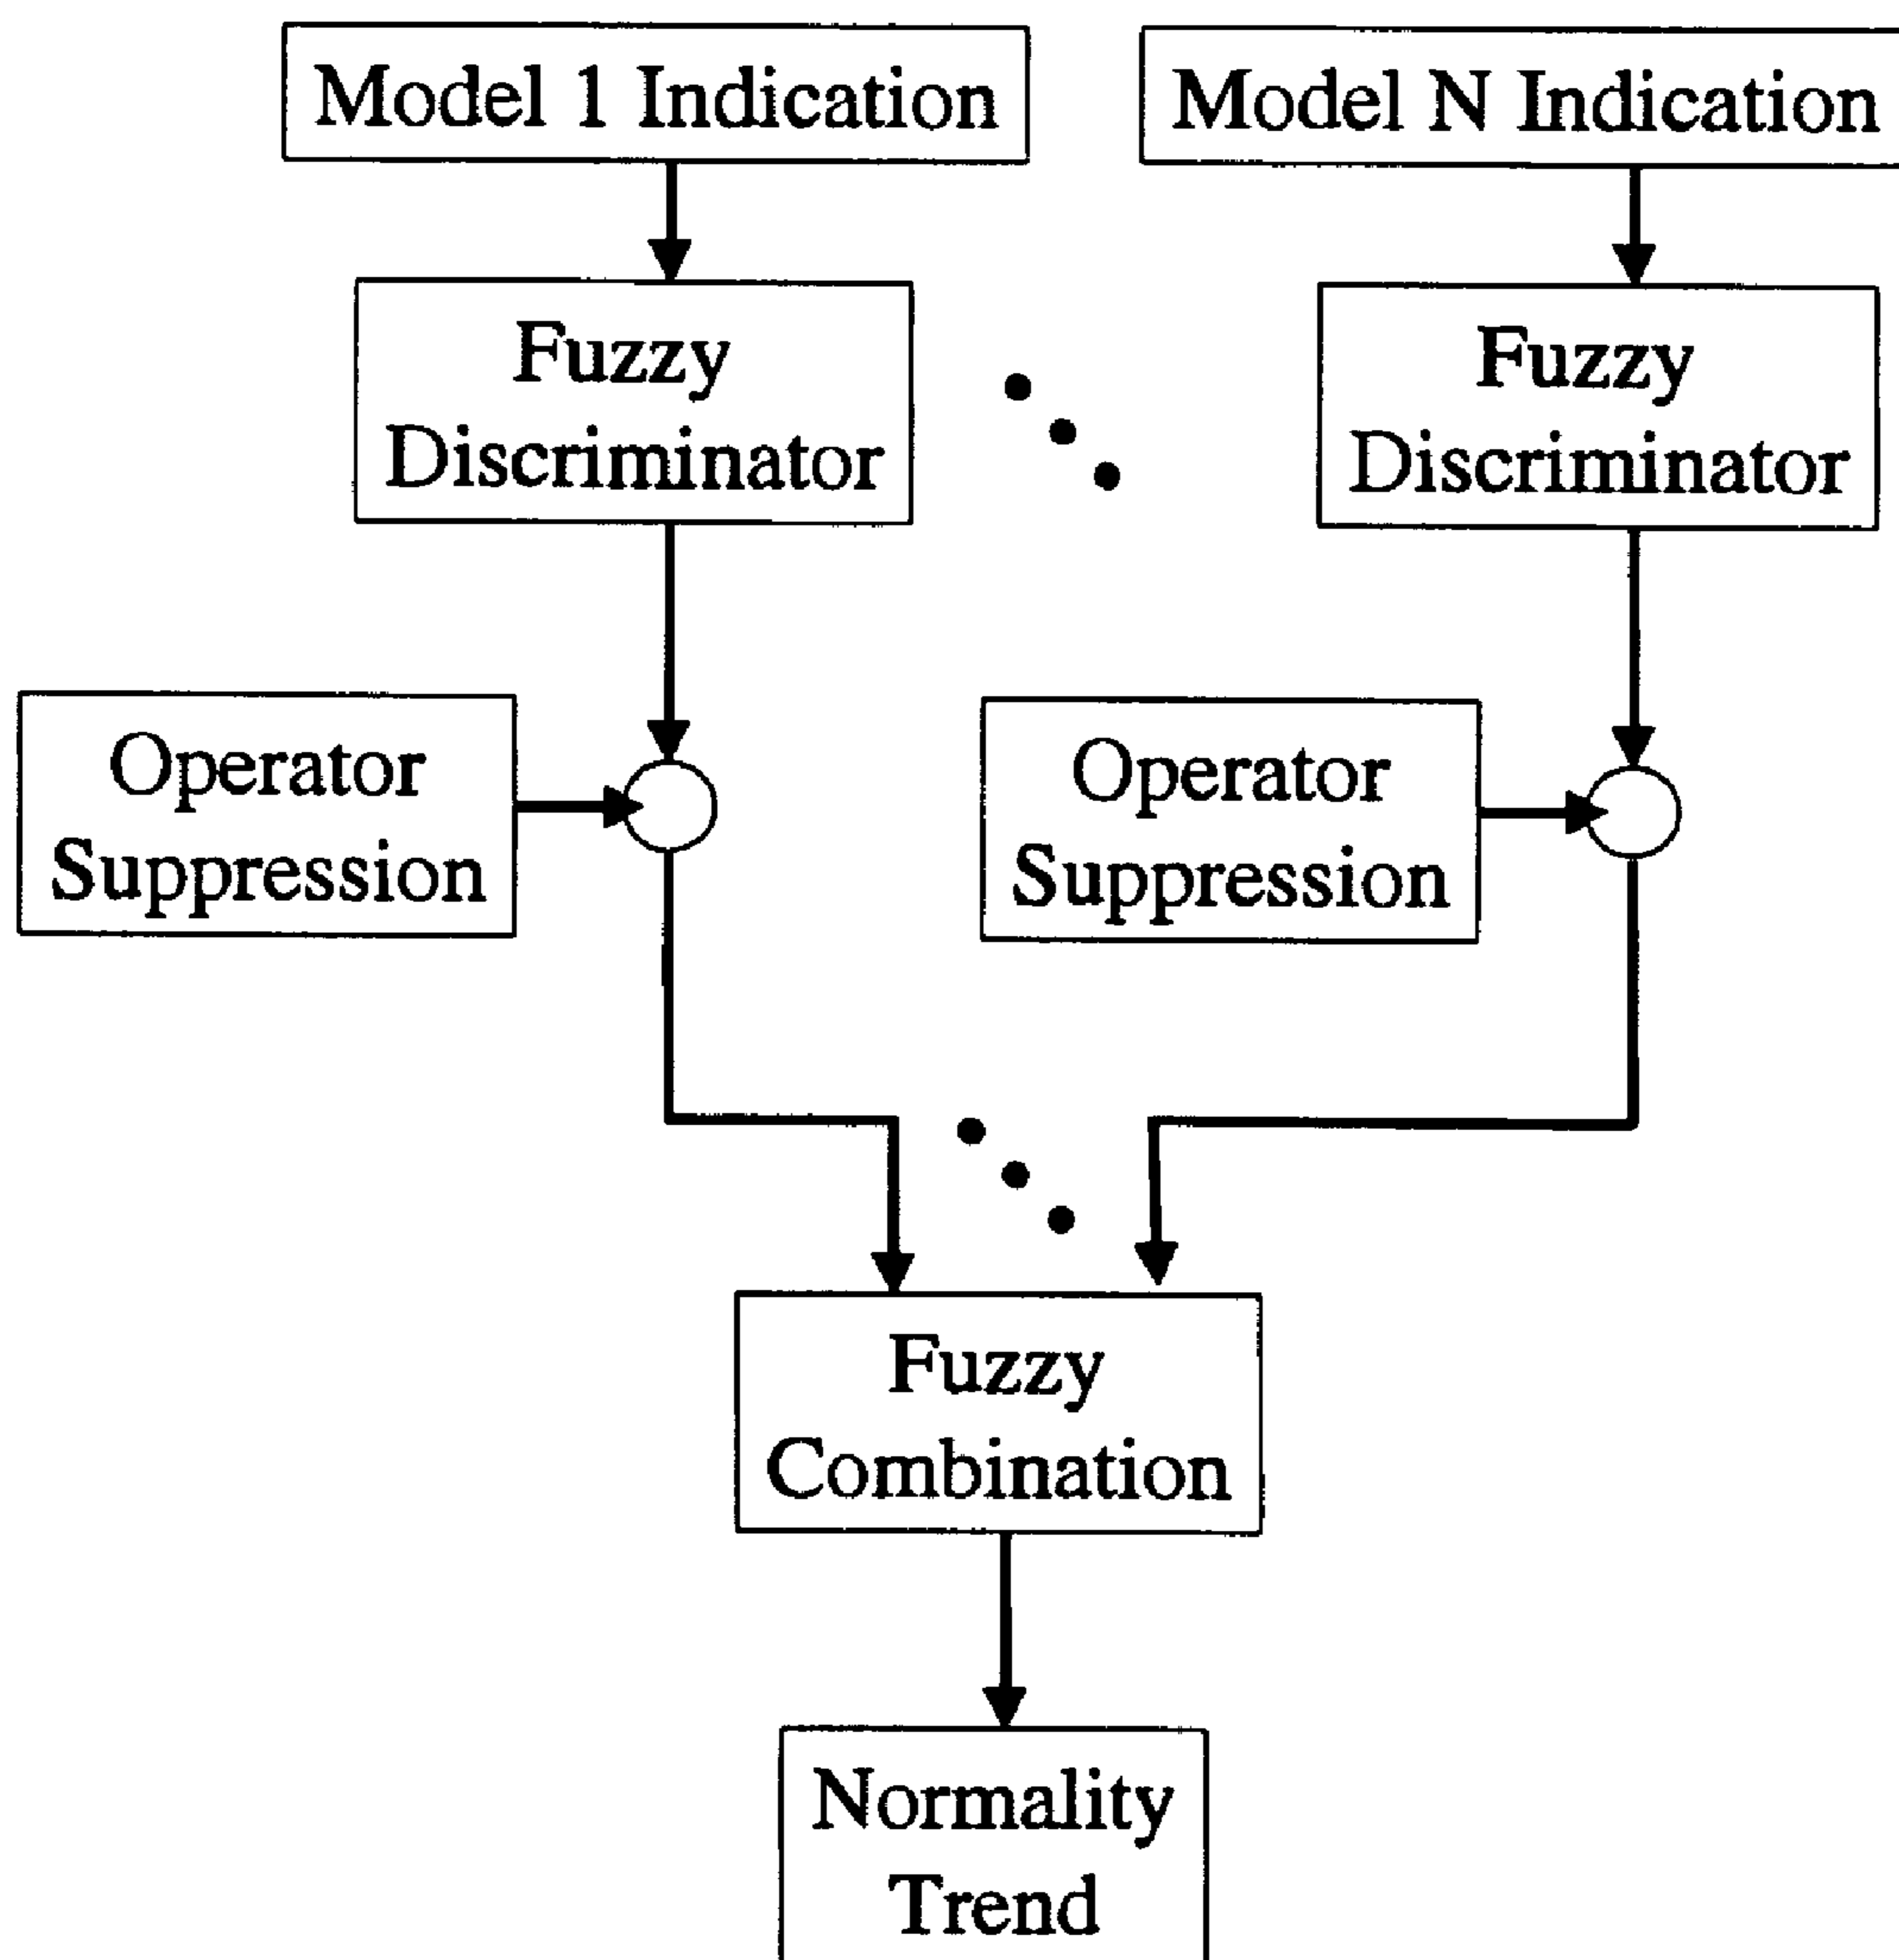 Model 1 Indication
Model N Indication
Fuzzy
Discriminator
Fuzzy
Discriminator
Operator
Suppression
Operator
Suppression
Fuzzy
Combination
Normality
Trend